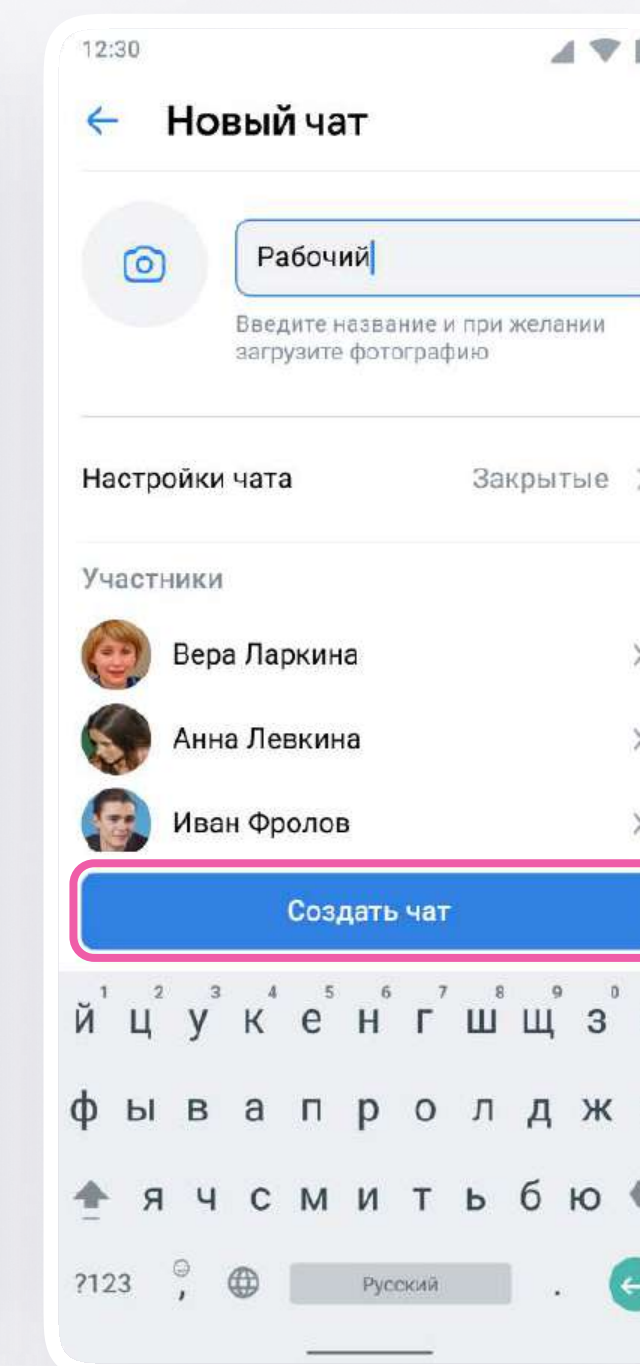 12:30
Новый чат
Рабочий
Введите название и при желании
загрузите фотографию
Настройки чата Закрытые
Участники
Вера Ларкина
Анна Левкина
Иван Фролов
Создать чат
1 2 3 4 5 6 7 8 9 0
й ц у к е н г ш щ з
ф ы в а п р о л д ж
я ч с м и т ь б ю
?123 , Русский .